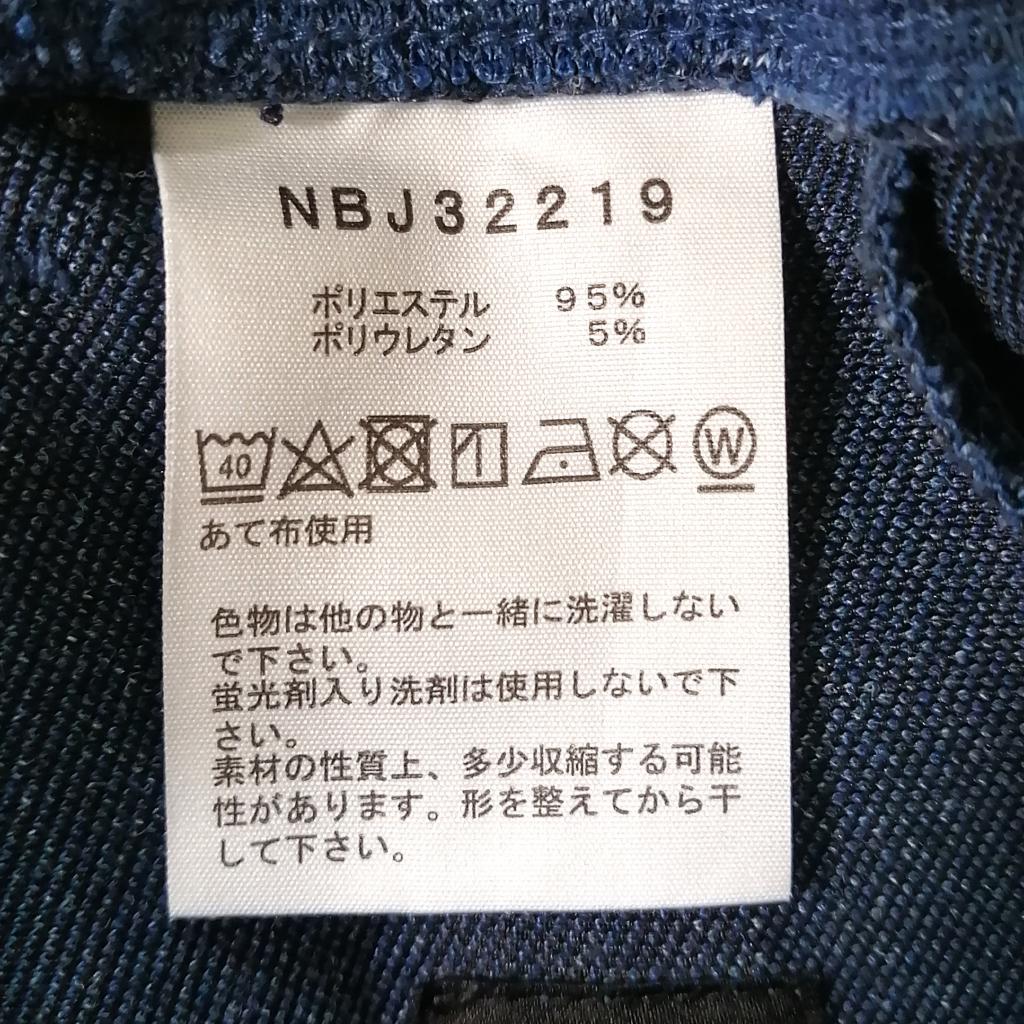 NBJ32219
ポリエステル 95%
ポリウレタン 5%
40 W
あて布使用
色物は他の物と一緒に洗濯しない
で下さい。
蛍光剤入り洗剤は使用しないで下
さい。
素材の性質上、多少収縮する可能
性があります。形を整えてから干
して下さい。